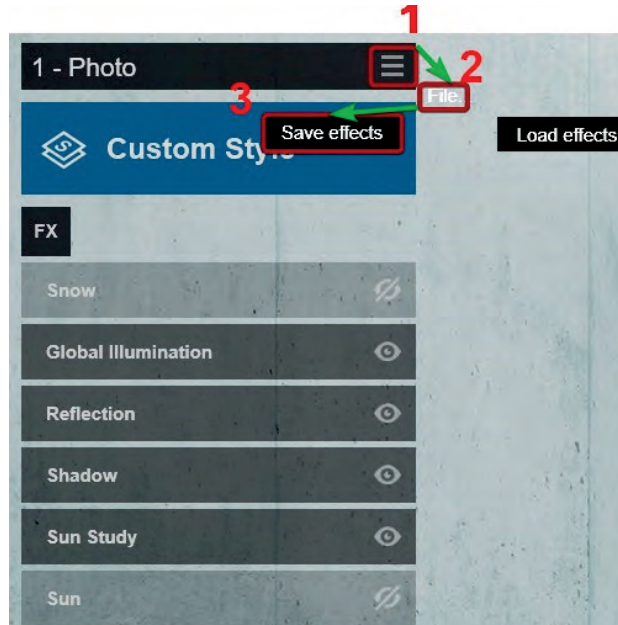 1
1 - Photo
2
File.
3
Save effects
Load effects
Custom Style
FX
Snow
Global Illumination
Reflection
Shadow
Sun Study
Sun